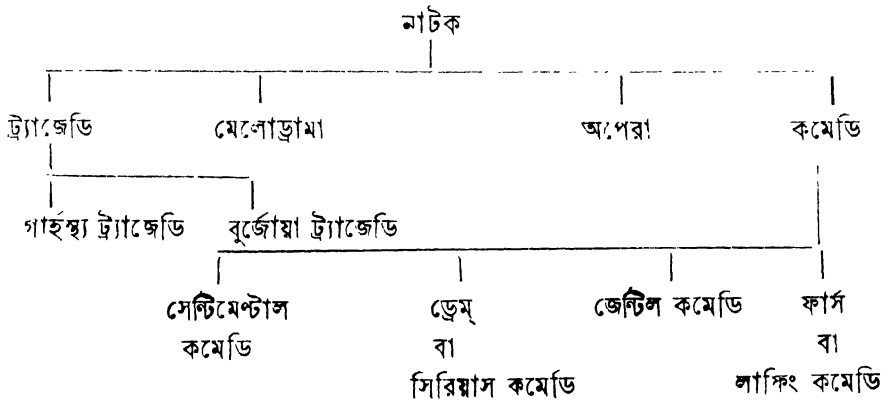 নাটক
ট্র্যাজেডি মেলোড্রামা অপেরা কমেডি
গার্হস্থ্য ট্র্যাজেডি বুর্জোয়া ট্র্যাজেডি
সেন্টিমেণ্টাল ড্রেম্ জেন্টিল কমেডি ফার্স
কমেডি বা বা
সিরিয়াস কমেডি লাফিং কমেডি